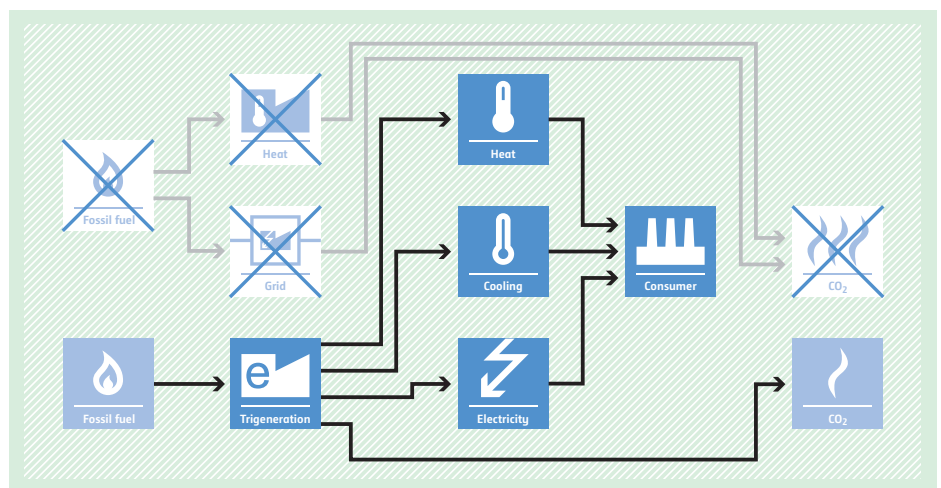 Heat
Heat
Fossil fuel
Grid
Cooling
Consumer
CO₂
Fossil fuel
e
Trigeneration
Electricity
CO₂